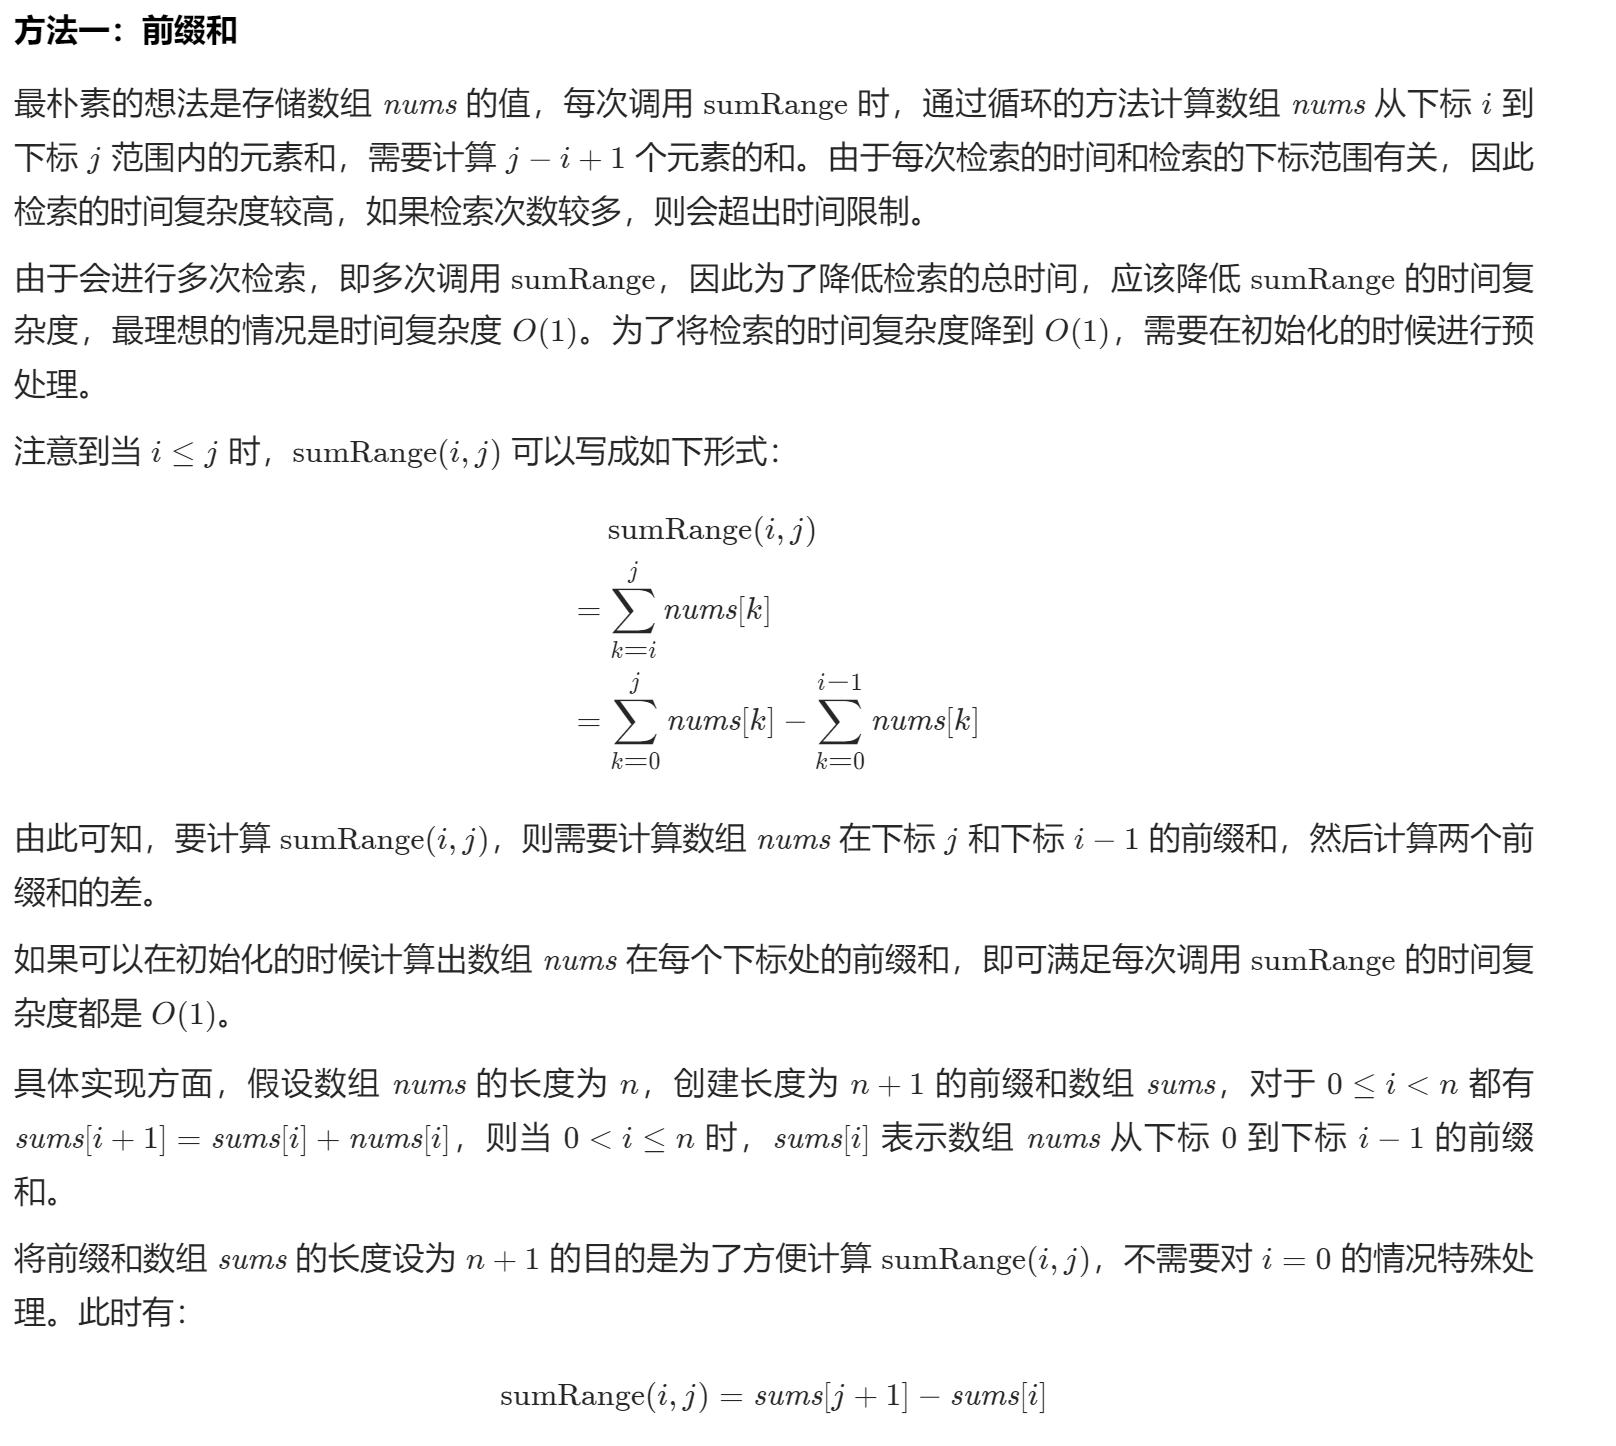 方法一：前缀和
最朴素的想法是存储数组 nums 的值，每次调用 sumRange 时，通过循环的方法计算数组 nums 从下标 i 到
下标 j 范围内的元素和，需要计算 j − i + 1 个元素的和。由于每次检索的时间和检索的下标范围有关，因此
检索的时间复杂度较高，如果检索次数较多，则会超出时间限制。
由于会进行多次检索，即多次调用 sumRange，因此为了降低检索的总时间，应该降低 sumRange 的时间复
杂度，最理想的情况是时间复杂度 O(1)。为了将检索的时间复杂度降到 O(1)，需要在初始化的时候进行预
处理。
注意到当 i ≤ j 时，sumRange(i, j) 可以写成如下形式：
sumRange(i, j)
= ∑_{k=i}^{j} nums[k]
= ∑_{k=0}^{j} nums[k] − ∑_{k=0}^{i−1} nums[k]
由此可知，要计算 sumRange(i, j)，则需要计算数组 nums 在下标 j 和下标 i − 1 的前缀和，然后计算两个前
缀和的差。
如果可以在初始化的时候计算出数组 nums 在每个下标处的前缀和，即可满足每次调用 sumRange 的时间复
杂度都是 O(1)。
具体实现方面，假设数组 nums 的长度为 n，创建长度为 n + 1 的前缀和数组 sums，对于 0 ≤ i < n 都有
sums[i + 1] = sums[i] + nums[i]，则当 0 < i ≤ n 时，sums[i] 表示数组 nums 从下标 0 到下标 i − 1 的前缀
和。
将前缀和数组 sums 的长度设为 n + 1 的目的是为了方便计算 sumRange(i, j)，不需要对 i = 0 的情况特殊处
理。此时有：
sumRange(i, j) = sums[j + 1] − sums[i]